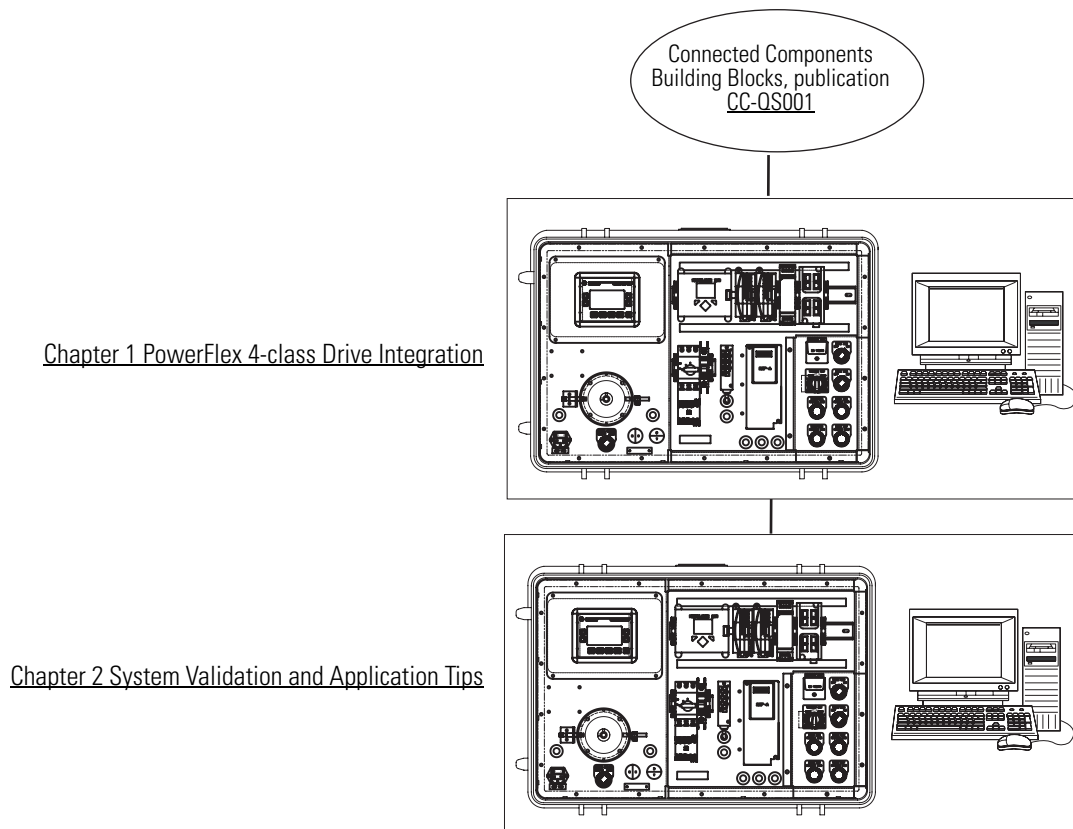 Connected Components
Building Blocks, publication
CC-QS001
Chapter 1 PowerFlex 4-class Drive Integration
Chapter 2 System Validation and Application Tips